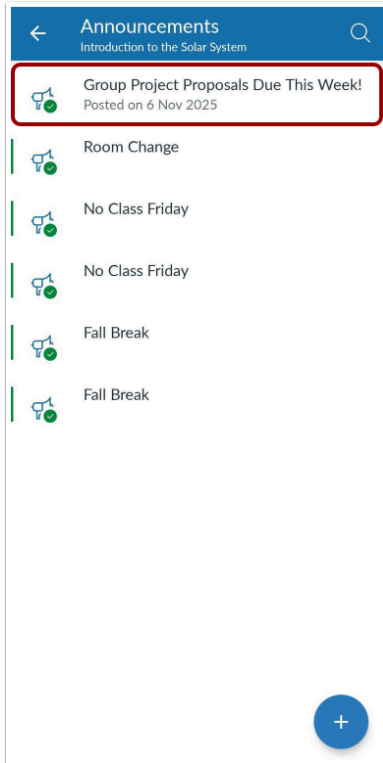 Announcements
Introduction to the Solar System
Group Project Proposals Due This Week!
Posted on 6 Nov 2025
Room Change
No Class Friday
No Class Friday
Fall Break
Fall Break